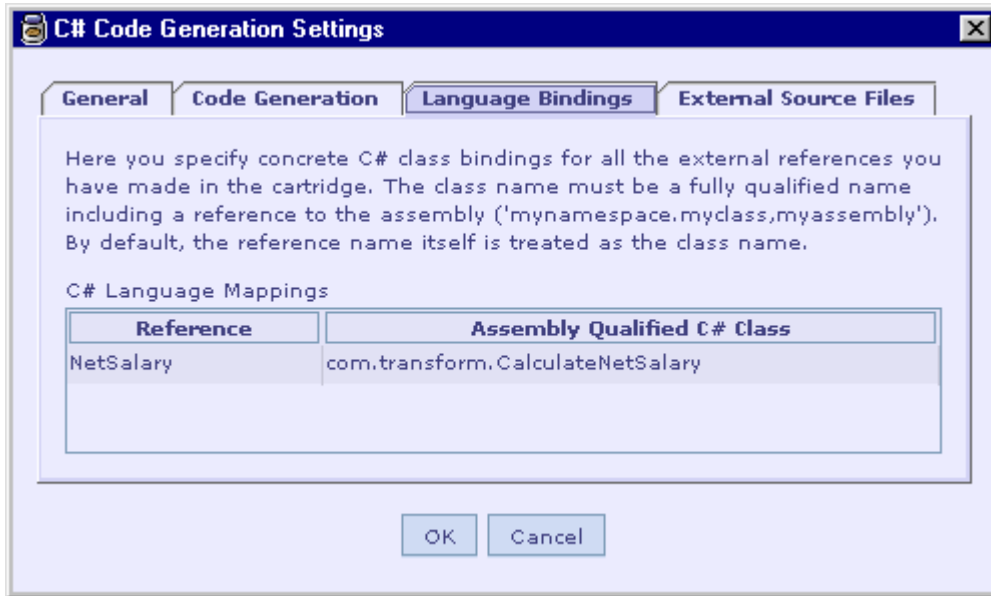 C# Code Generation Settings
General Code Generation Language Bindings External Source Files
Here you specify concrete C# class bindings for all the external references you
have made in the cartridge. The class name must be a fully qualified name
including a reference to the assembly ('mynamespace.myclass,myassembly').
By default, the reference name itself is treated as the class name.
C# Language Mappings
Reference Assembly Qualified C# Class
NetSalary com.transform.CalculateNetSalary
OK Cancel